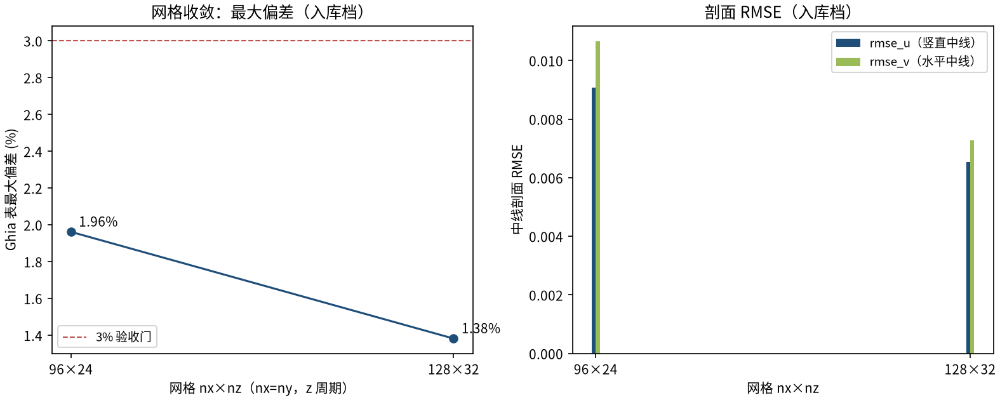 网格收敛：最大偏差（入库档）
Ghia 表最大偏差 (%)
3.0
2.8
2.6
2.4
2.2
2.0
1.8
1.6
1.4
1.96%
1.38%
3% 验收门
96×24
128×32
网格 nx×nz（nx=ny，z 周期）
剖面 RMSE（入库档）
中线剖面 RMSE
0.010
0.008
0.006
0.004
0.002
0.000
rmse_u（竖直中线）
rmse_v（水平中线）
96×24
128×32
网格 nx×nz